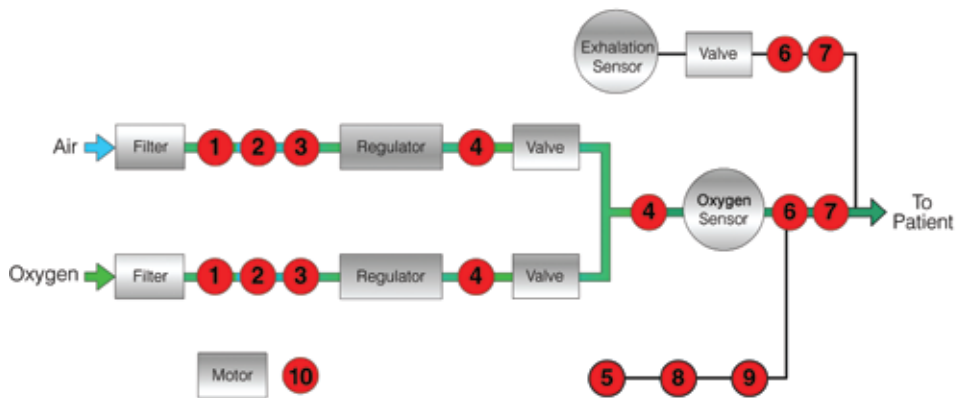 Exhalation
Sensor
Valve
6
7
Air
Filter
1
2
3
Regulator
4
Valve
4
Oxygen
Sensor
6
7
To
Patient
Oxygen
Filter
1
2
3
Regulator
4
Valve
Motor
10
5
8
9